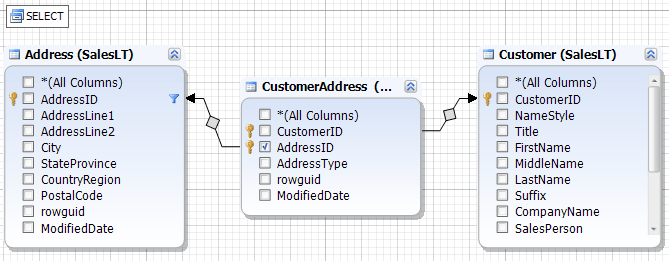 SELECT
Address (SalesLT)
*(All Columns)
AddressID
AddressLine1
AddressLine2
City
StateProvince
CountryRegion
PostalCode
rowguid
ModifiedDate
CustomerAddress (...
*(All Columns)
CustomerID
AddressID
AddressType
rowguid
ModifiedDate
Customer (SalesLT)
*(All Columns)
CustomerID
NameStyle
Title
FirstName
MiddleName
LastName
Suffix
CompanyName
SalesPerson